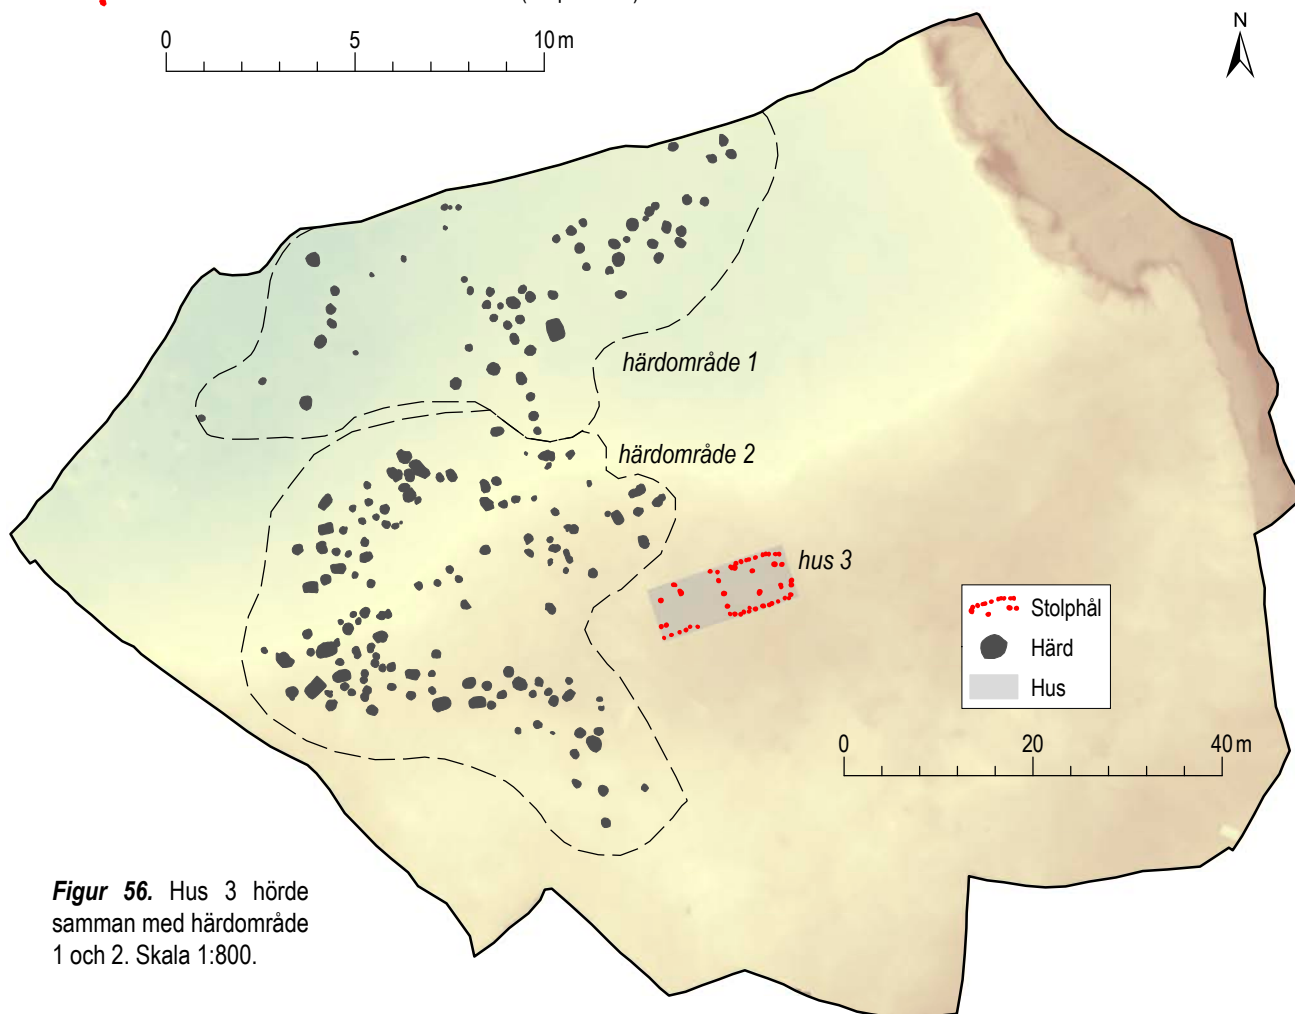 0 5 10 m
N
härdområde 1
härdområde 2
hus 3
Stolphål
Härd
Hus
0 20 40 m
Figur 56. Hus 3 hörde
samman med härdområde
1 och 2. Skala 1:800.